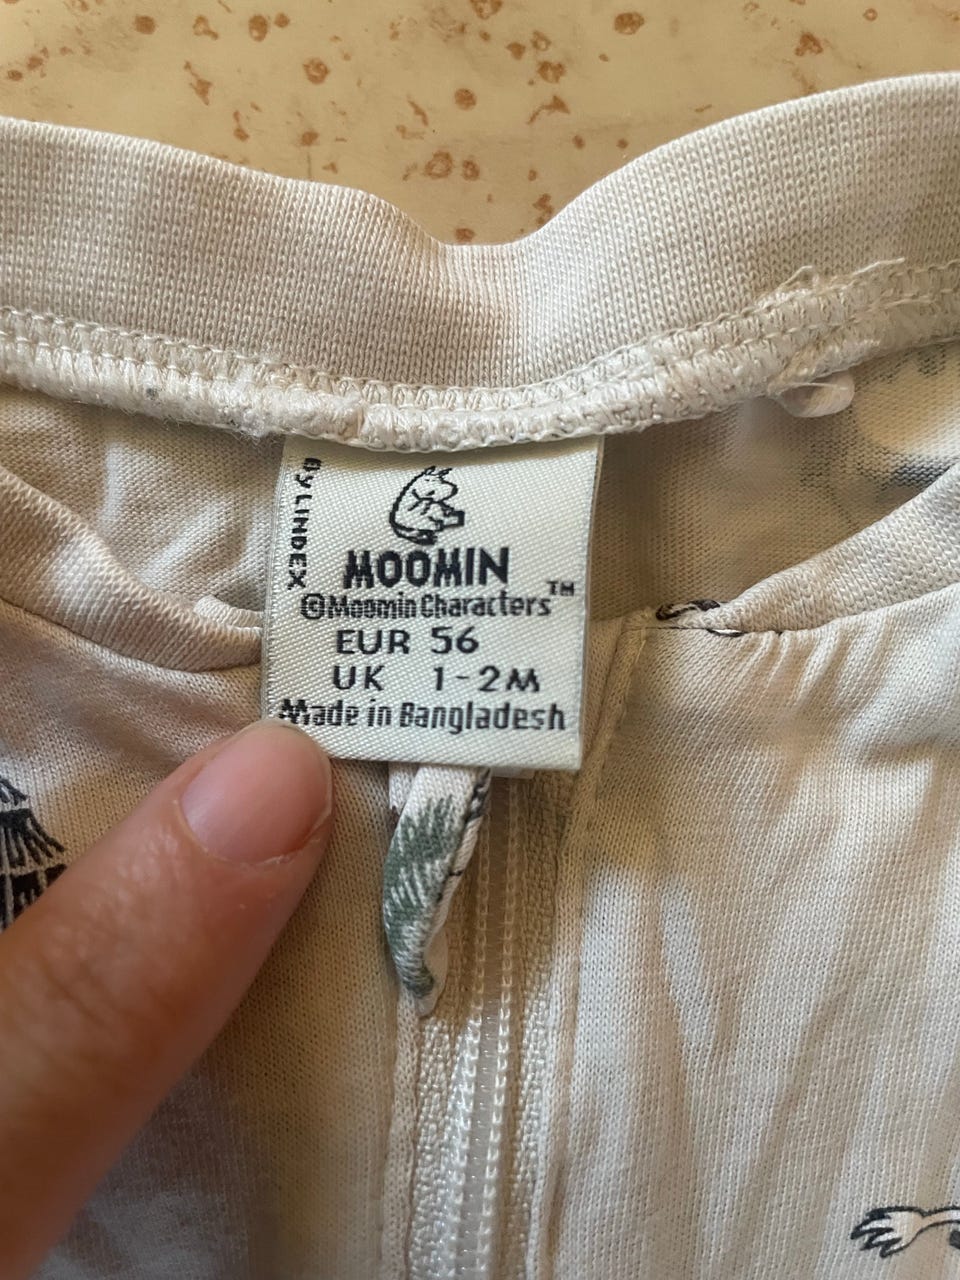 By LINDEX
MOOMIN
©Moomin Characters™
EUR 56
UK 1-2M
Made in Bangladesh